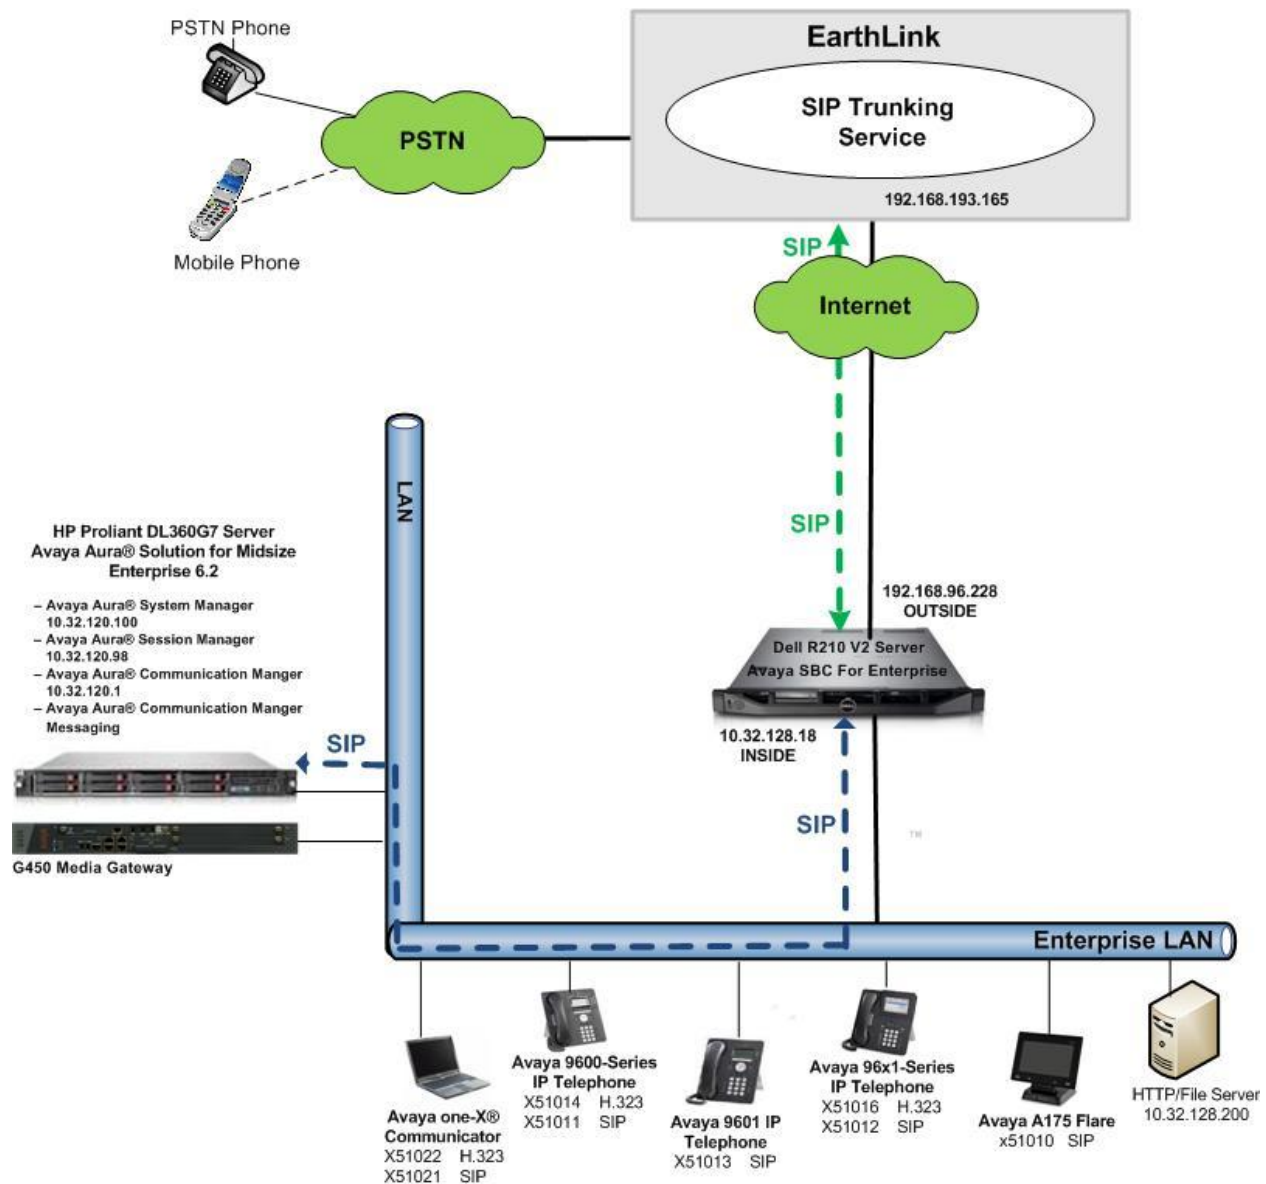 PSTN Phone
PSTN
Mobile Phone
EarthLink
SIP Trunking
Service
192.168.193.165
SIP
Internet
SIP
LAN
HP Proliant DL360G7 Server
Avaya Aura® Solution for Midsize
Enterprise 6.2
– Avaya Aura® System Manager
10.32.120.100
– Avaya Aura® Session Manager
10.32.120.98
– Avaya Aura® Communication Manger
10.32.120.1
– Avaya Aura® Communication Manger
Messaging
SIP
G450 Media Gateway
192.168.96.228
OUTSIDE
Dell R210 V2 Server
Avaya SBC For Enterprise
DELL
10.32.128.18
INSIDE
SIP
TM
Enterprise LAN
Avaya one-X®
Communicator
X51022 H.323
X51021 SIP
Avaya 9600-Series
IP Telephone
X51014 H.323
X51011 SIP
Avaya 9601 IP
Telephone
X51013 SIP
Avaya 96x1-Series
IP Telephone
X51016 H.323
X51012 SIP
Avaya A175 Flare
x51010 SIP
HTTP/File Server
10.32.128.200